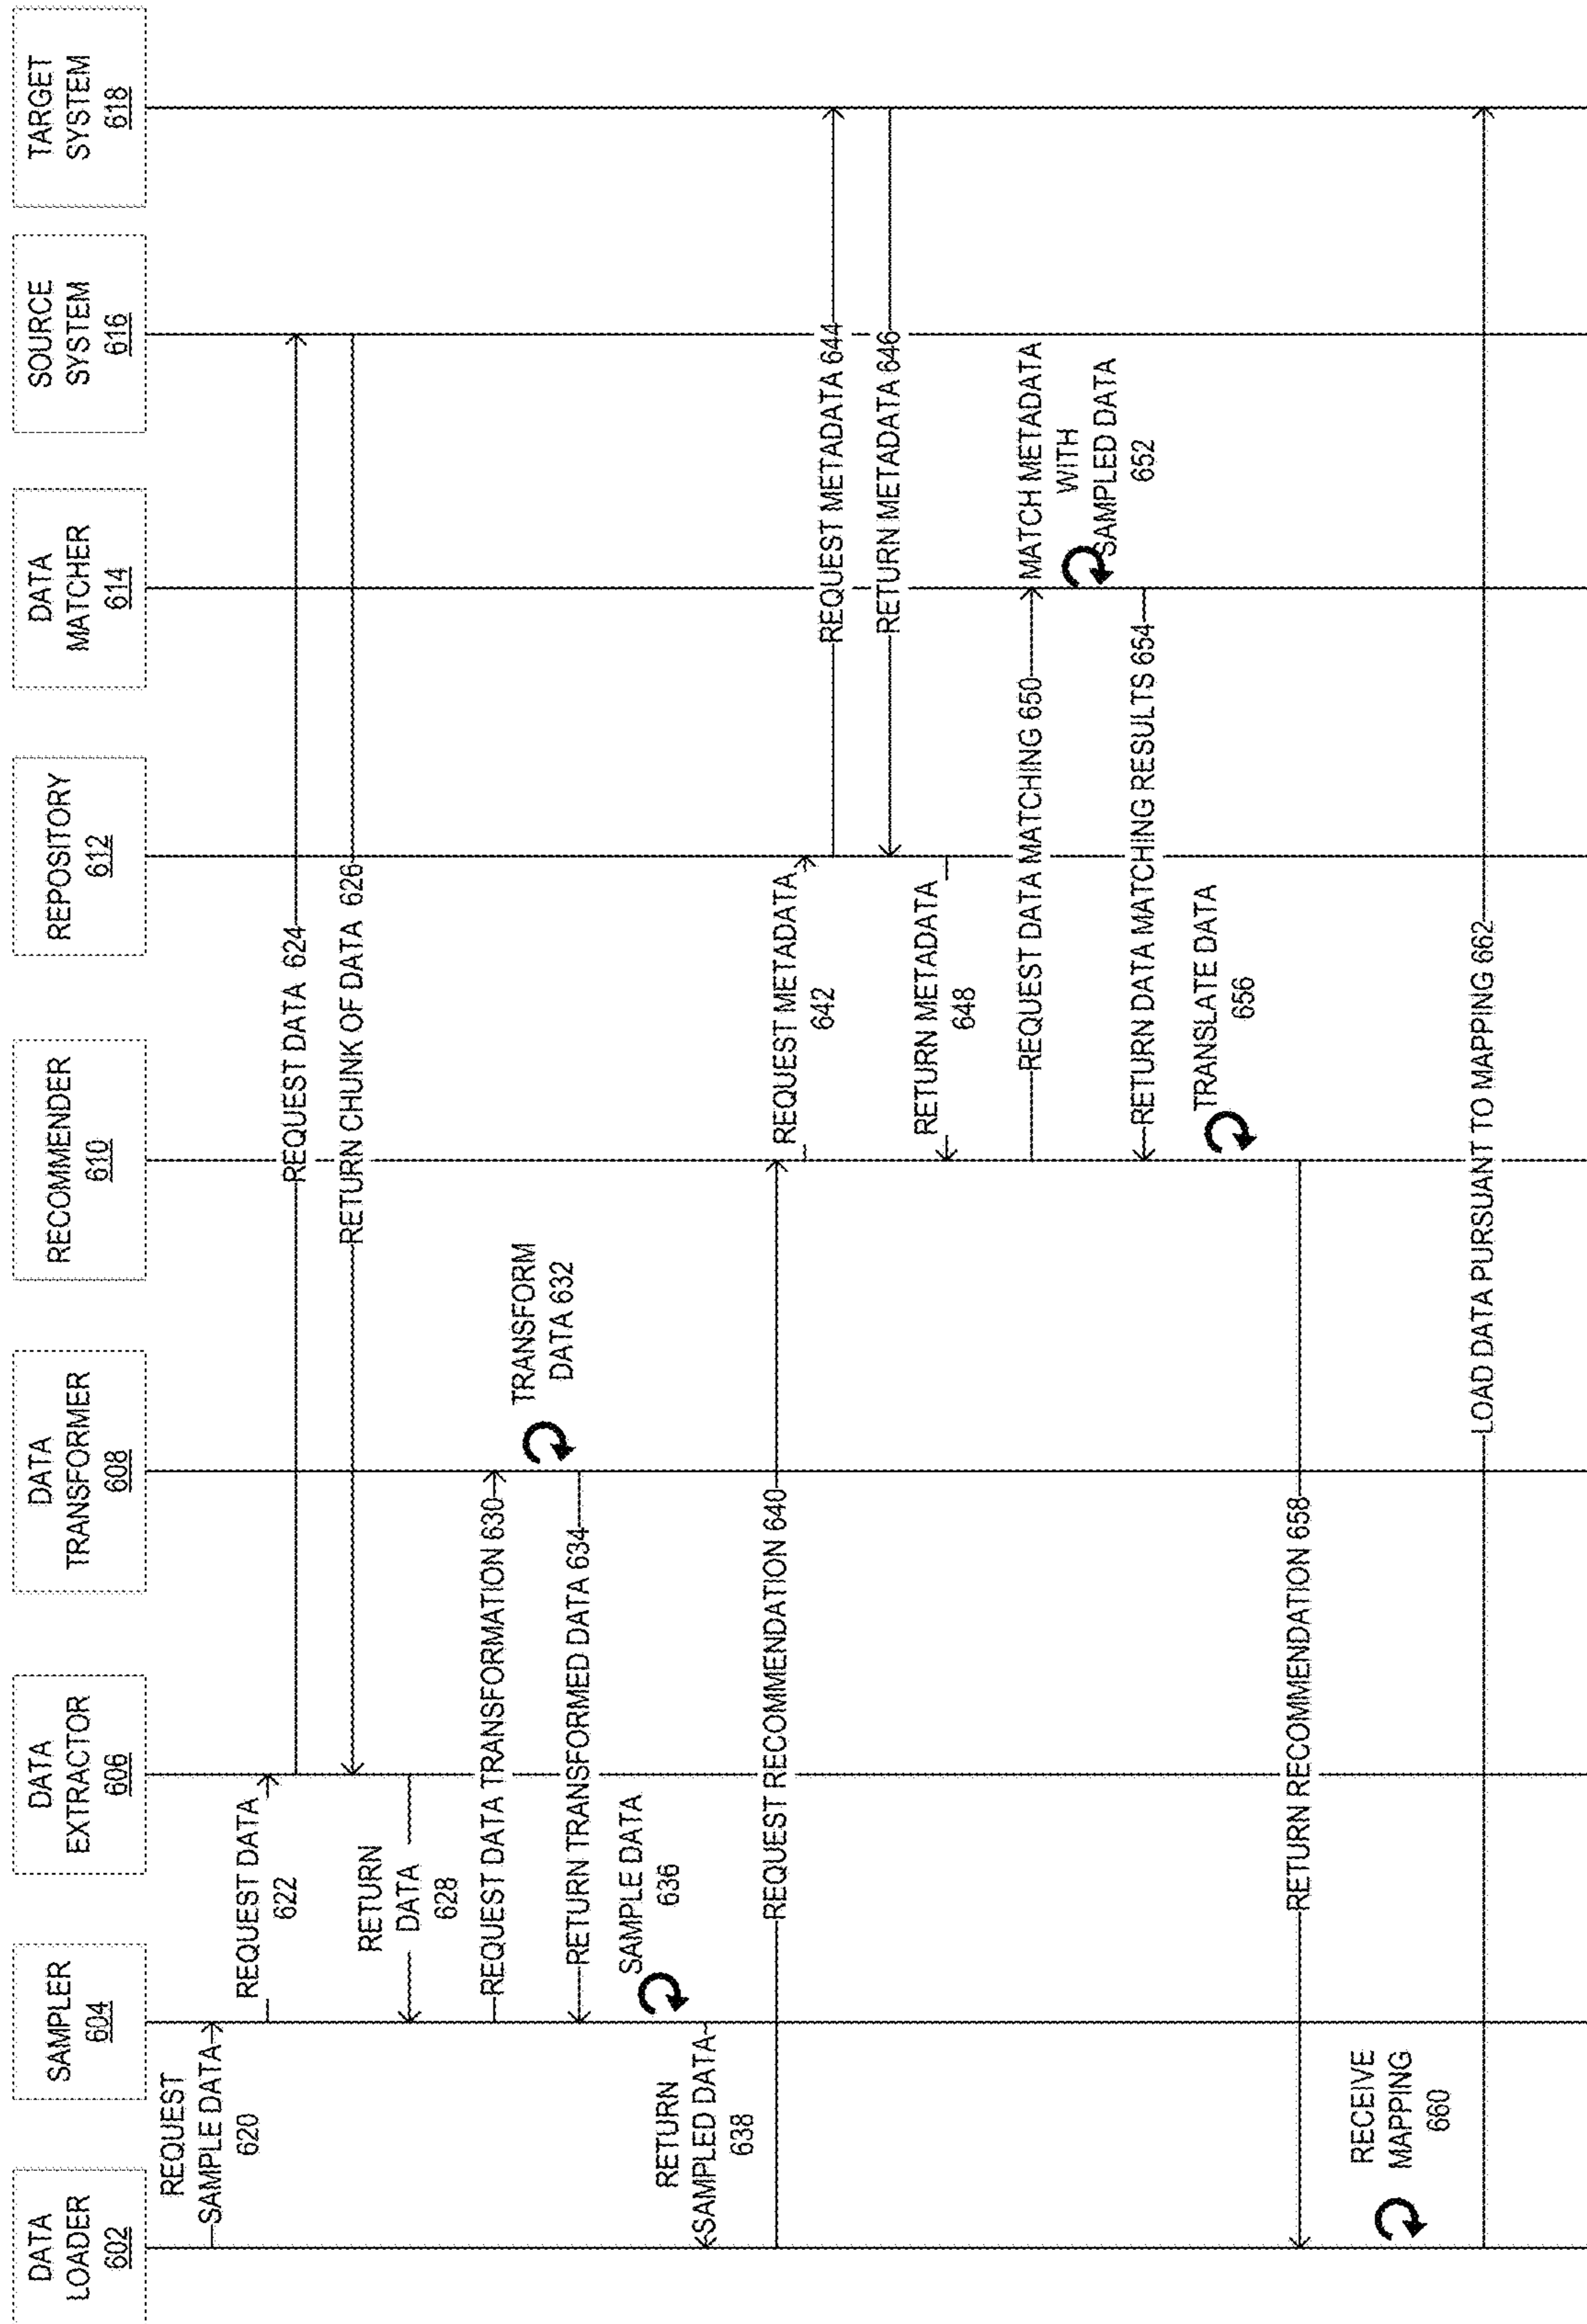 DATA
LOADER
602
SAMPLER
604
DATA
EXTRACTOR
606
DATA
TRANSFORMER
608
RECOMMENDER
610
REPOSITORY
612
DATA
MATCHER
614
SOURCE
SYSTEM
616
TARGET
SYSTEM
618
REQUEST
SAMPLE DATA
620
REQUEST DATA
622
REQUEST DATA 624
RETURN CHUNK OF DATA 626
RETURN
DATA
628
REQUEST DATA TRANSFORMATION 630
TRANSFORM
DATA 632
RETURN TRANSFORMED DATA 634
SAMPLE DATA
636
RETURN
SAMPLED DATA
638
REQUEST RECOMMENDATION 640
REQUEST METADATA
642
REQUEST METADATA 644
RETURN METADATA 646
RETURN METADATA
648
REQUEST DATA MATCHING 650
MATCH METADATA
WITH
SAMPLED DATA
652
RETURN DATA MATCHING RESULTS 654
TRANSLATE DATA
656
RETURN RECOMMENDATION 658
RECEIVE
MAPPING
660
LOAD DATA PURSUANT TO MAPPING 662